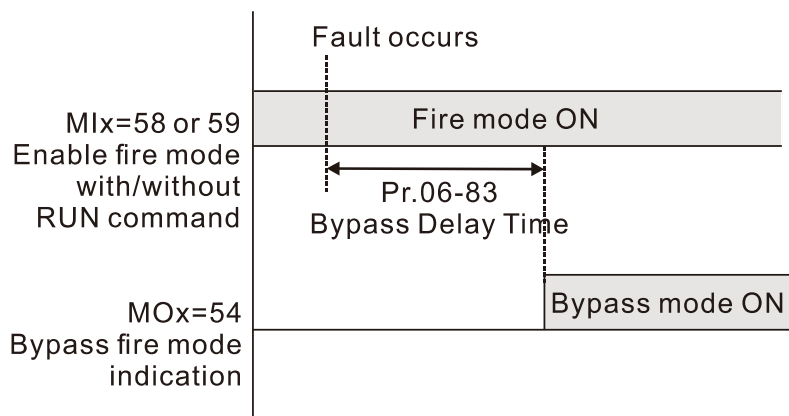 Fault occurs
MIx=58 or 59
Enable fire mode
with/without
RUN command
Fire mode ON
Pr.06-83
Bypass Delay Time
MOx=54
Bypass fire mode
indication
Bypass mode ON